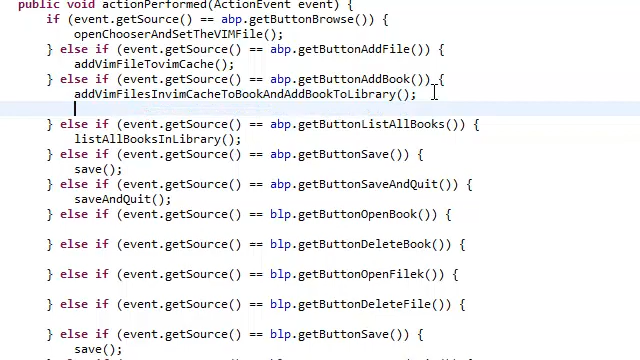 public void actionPerformed(ActionEvent event) {
if (event.getSource() == abp.getButtonBrowse()) {
openChooserAndSetTheVIMFile();
} else if (event.getSource() == abp.getButtonAddFile()) {
addVimFileTovimCache();
} else if (event.getSource() == abp.getButtonAddBook()) {
addVimFilesInvimCacheToBookAndAddBookToLibrary();
} else if (event.getSource() == abp.getButtonListAllBooks()) {
listAllBooksInLibrary();
} else if (event.getSource() == abp.getButtonSave()) {
save();
} else if (event.getSource() == abp.getButtonSaveAndQuit()) {
saveAndQuit();
} else if (event.getSource() == blp.getButtonOpenBook()) {
} else if (event.getSource() == blp.getButtonDeleteBook()) {
} else if (event.getSource() == blp.getButtonOpenFilek()) {
} else if (event.getSource() == blp.getButtonDeleteFile()) {
} else if (event.getSource() == blp.getButtonSave()) {
save();